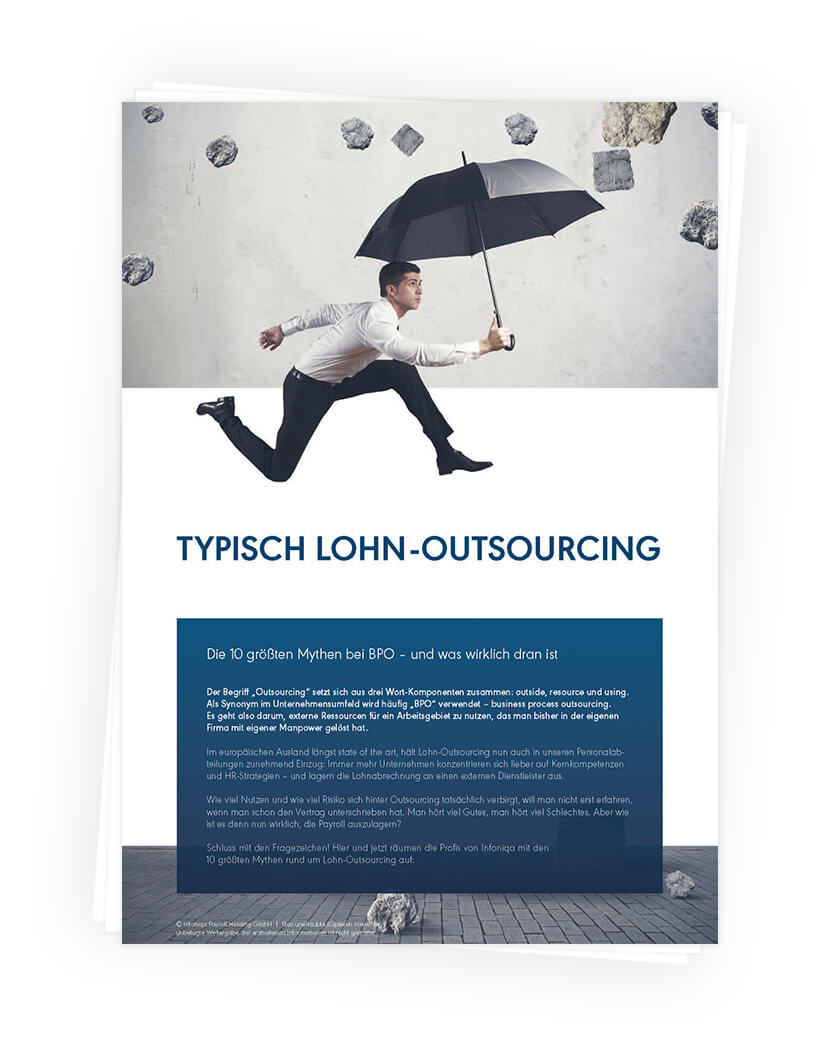 TYPISCH LOHN-OUTSOURCING
Die 10 größten Mythen bei BPO – und was wirklich dran ist
Der Begriff „Outsourcing“ setzt sich aus drei Wort-Komponenten zusammen: outside, resource und using.
Als Synonym im Unternehmensumfeld wird häufig „BPO“ verwendet – business process outsourcing.
Es geht also darum, externe Ressourcen für ein Arbeitsgebiet zu nutzen, das man bisher in der eigenen
Firma mit eigener Manpower gelöst hat.
Im europäischen Ausland längst state of the art, hält Lohn-Outsourcing nun auch in unseren Personalab-
teilungen zunehmend Einzug: Immer mehr Unternehmen konzentrieren sich lieber auf Kernkompetenzen
und HR-Strategien – und lagern die Lohnabrechnung an einen externen Dienstleister aus.
Wie viel Nutzen und wie viel Risiko sich hinter Outsourcing tatsächlich verbirgt, will man nicht erst erfahren,
wenn man schon den Vertrag unterschrieben hat. Man hört viel Gutes, man hört viel Schlechtes. Aber wie
ist es denn nun wirklich, die Payroll auszulagern?
Schluss mit den Fragezeichen! Hier und jetzt räumen die Profis von Infoniqa mit den
10 größten Mythen rund um Lohn-Outsourcing auf:
© Infoniqa Payroll Holding GmbH | Das unerlaubte Kopieren sowie die
unbefugte Weitergabe der enthaltenen Informationen ist nicht gestattet